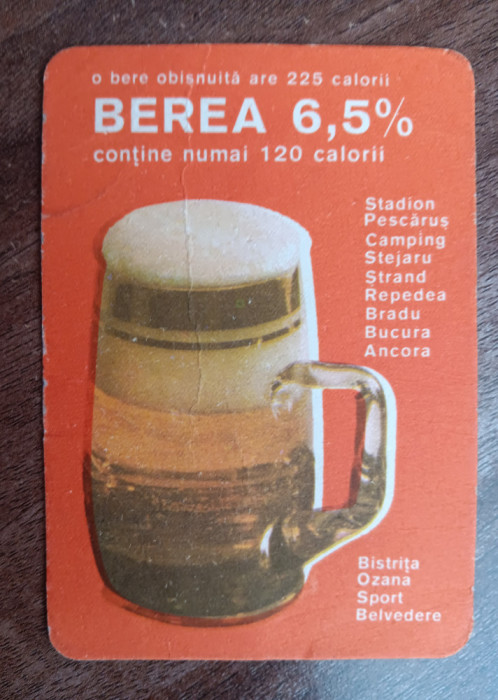 o bere obișnuită are 225 calorii
BEREA 6,5%
conține numai 120 calorii
Stadion
Pescăruș
Camping
Stejaru
Ștrand
Repedea
Bradu
Bucura
Ancora
Bistrița
Ozana
Sport
Belvedere